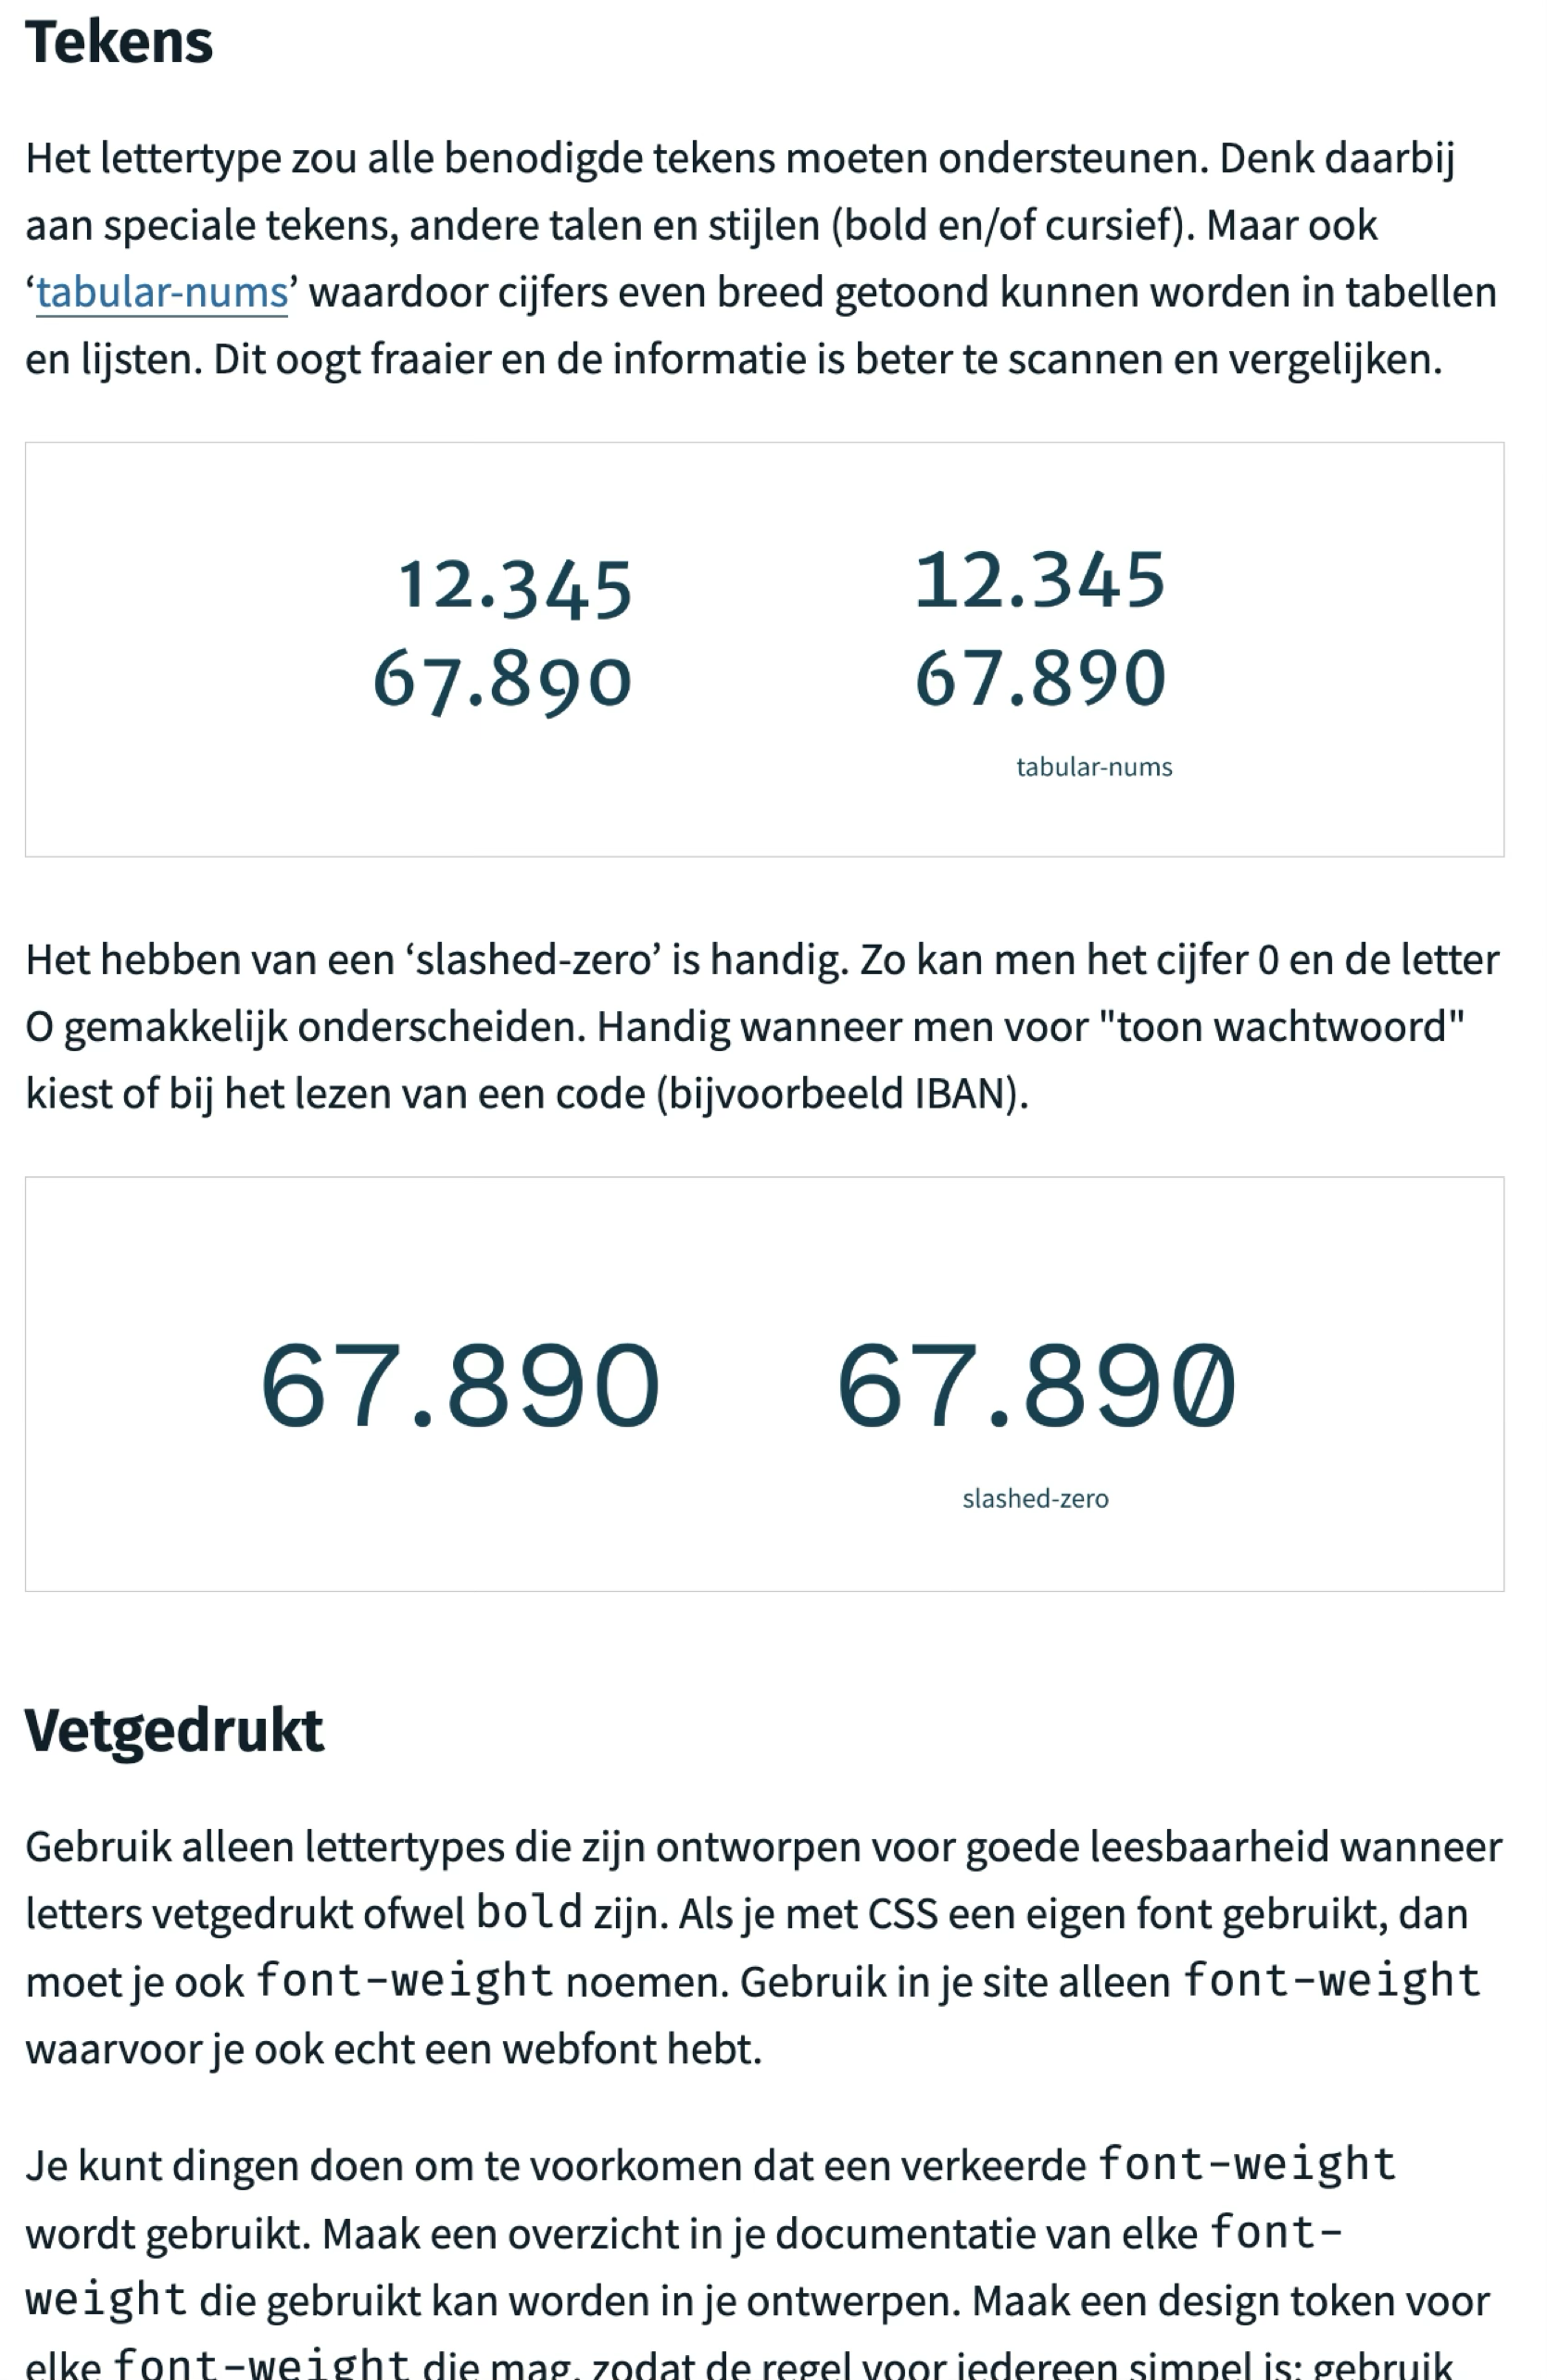 Tekens
Het lettertype zou alle benodigde tekens moeten ondersteunen. Denk daarbij
aan speciale tekens, andere talen en stijlen (bold en/of cursief). Maar ook
‘tabular-nums’ waardoor cijfers even breed getoond kunnen worden in tabellen
en lijsten. Dit oogt fraaier en de informatie is beter te scannen en vergelijken.
12.345 12.345
67.890 67.890
tabular-nums
Het hebben van een ‘slashed-zero’ is handig. Zo kan men het cijfer 0 en de letter
O gemakkelijk onderscheiden. Handig wanneer men voor "toon wachtwoord"
kiest of bij het lezen van een code (bijvoorbeeld IBAN).
67.890 67.890
slashed-zero
Vetgedrukt
Gebruik alleen lettertypes die zijn ontworpen voor goede leesbaarheid wanneer
letters vetgedrukt ofwel bold zijn. Als je met CSS een eigen font gebruikt, dan
moet je ook font-weight noemen. Gebruik in je site alleen font-weight
waarvoor je ook echt een webfont hebt.
Je kunt dingen doen om te voorkomen dat een verkeerde font-weight
wordt gebruikt. Maak een overzicht in je documentatie van elke font-
weight die gebruikt kan worden in je ontwerpen. Maak een design token voor
elke font-weight die mag, zodat de regel voor iedereen simpel is: gebruik